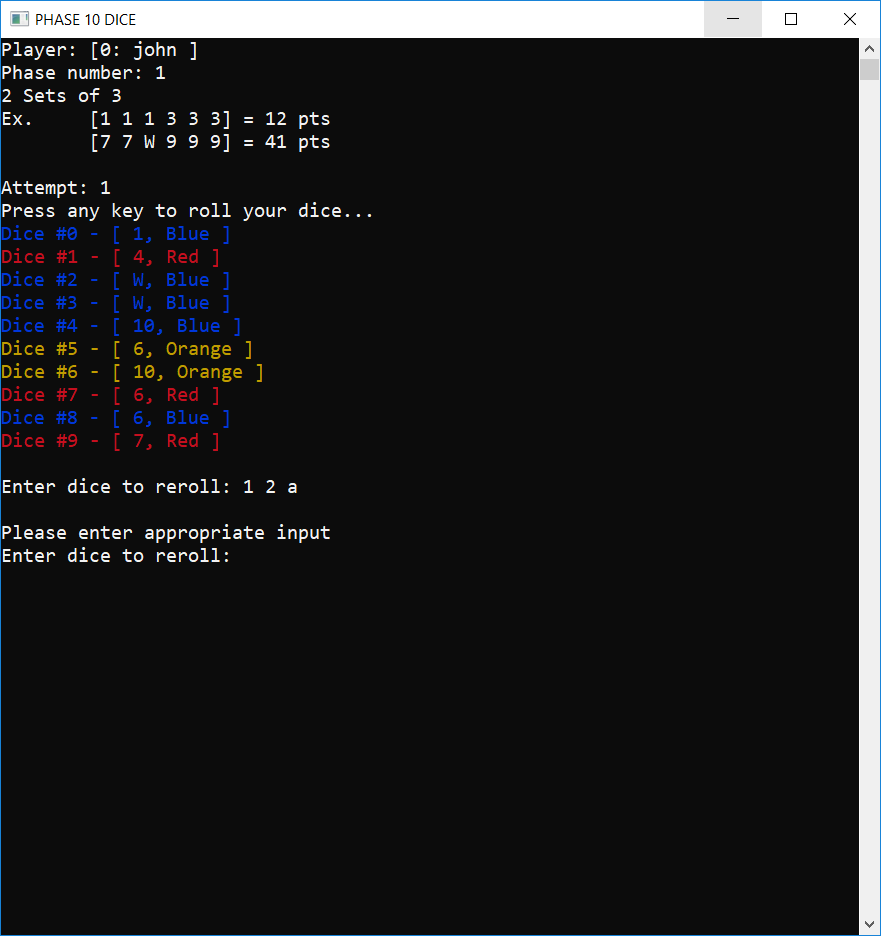 PHASE 10 DICE
Player: [0: john ]
Phase number: 1
2 Sets of 3
Ex.     [1 1 1 3 3 3] = 12 pts
        [7 7 W 9 9 9] = 41 pts
Attempt: 1
Press any key to roll your dice...
Dice #0 - [ 1, Blue ]
Dice #1 - [ 4, Red ]
Dice #2 - [ W, Blue ]
Dice #3 - [ W, Blue ]
Dice #4 - [ 10, Blue ]
Dice #5 - [ 6, Orange ]
Dice #6 - [ 10, Orange ]
Dice #7 - [ 6, Red ]
Dice #8 - [ 6, Blue ]
Dice #9 - [ 7, Red ]
Enter dice to reroll: 1 2 a
Please enter appropriate input
Enter dice to reroll: